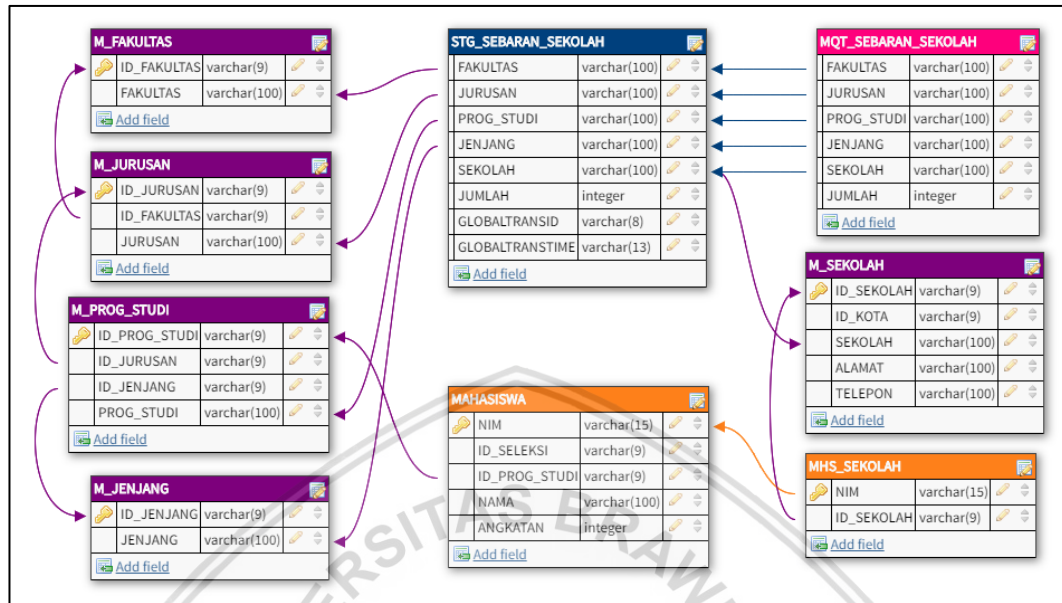 M_FAKULTAS
ID_FAKULTAS varchar(9)
FAKULTAS varchar(100)
Add field
M_JURUSAN
ID_JURUSAN varchar(9)
ID_FAKULTAS varchar(9)
JURUSAN varchar(100)
Add field
M_PROG_STUDI
ID_PROG_STUDI varchar(9)
ID_JURUSAN varchar(9)
ID_JENJANG varchar(9)
PROG_STUDI varchar(100)
Add field
M_JENJANG
ID_JENJANG varchar(9)
JENJANG varchar(100)
Add field
STG_SEBARAN_SEKOLAH
FAKULTAS varchar(100)
JURUSAN varchar(100)
PROG_STUDI varchar(100)
JENJANG varchar(100)
SEKOLAH varchar(100)
JUMLAH integer
GLOBALTRANSID varchar(8)
GLOBALTRANSTIME varchar(13)
Add field
MAHASISWA
NIM varchar(15)
ID_SELEKSI varchar(9)
ID_PROG_STUDI varchar(9)
NAMA varchar(100)
ANGKATAN integer
Add field
MQT_SEBARAN_SEKOLAH
FAKULTAS varchar(100)
JURUSAN varchar(100)
PROG_STUDI varchar(100)
JENJANG varchar(100)
SEKOLAH varchar(100)
JUMLAH integer
Add field
M_SEKOLAH
ID_SEKOLAH varchar(9)
ID_KOTA varchar(9)
SEKOLAH varchar(100)
ALAMAT varchar(100)
TELEPON varchar(100)
Add field
MHS_SEKOLAH
NIM varchar(15)
ID_SEKOLAH varchar(9)
Add field